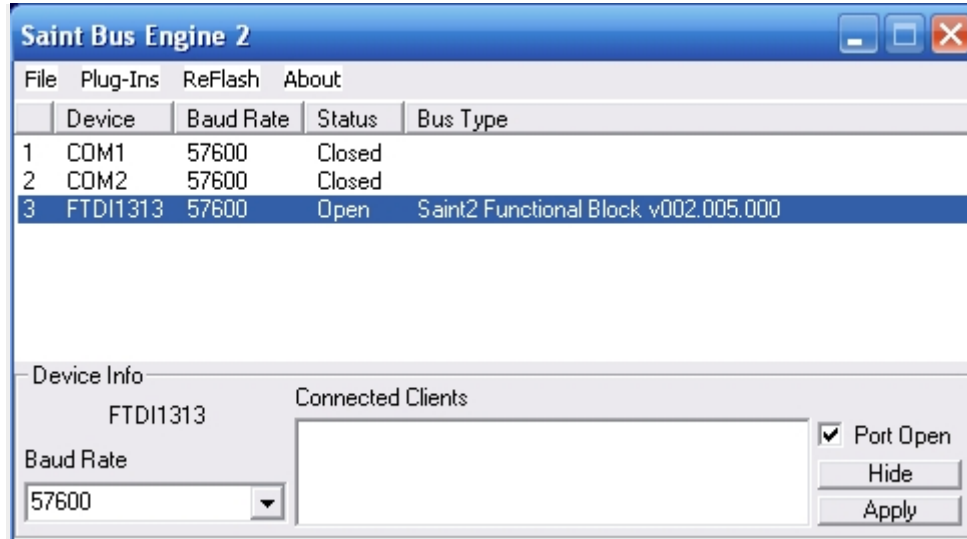 Saint Bus Engine 2
File Plug-Ins ReFlash About
Device Baud Rate Status Bus Type
1 COM1 57600 Closed
2 COM2 57600 Closed
3 FTDI1313 57600 Open Saint2 Functional Block v002.005.000
Device Info
FTDI1313
Connected Clients
Port Open
Baud Rate
Hide
57600
Apply